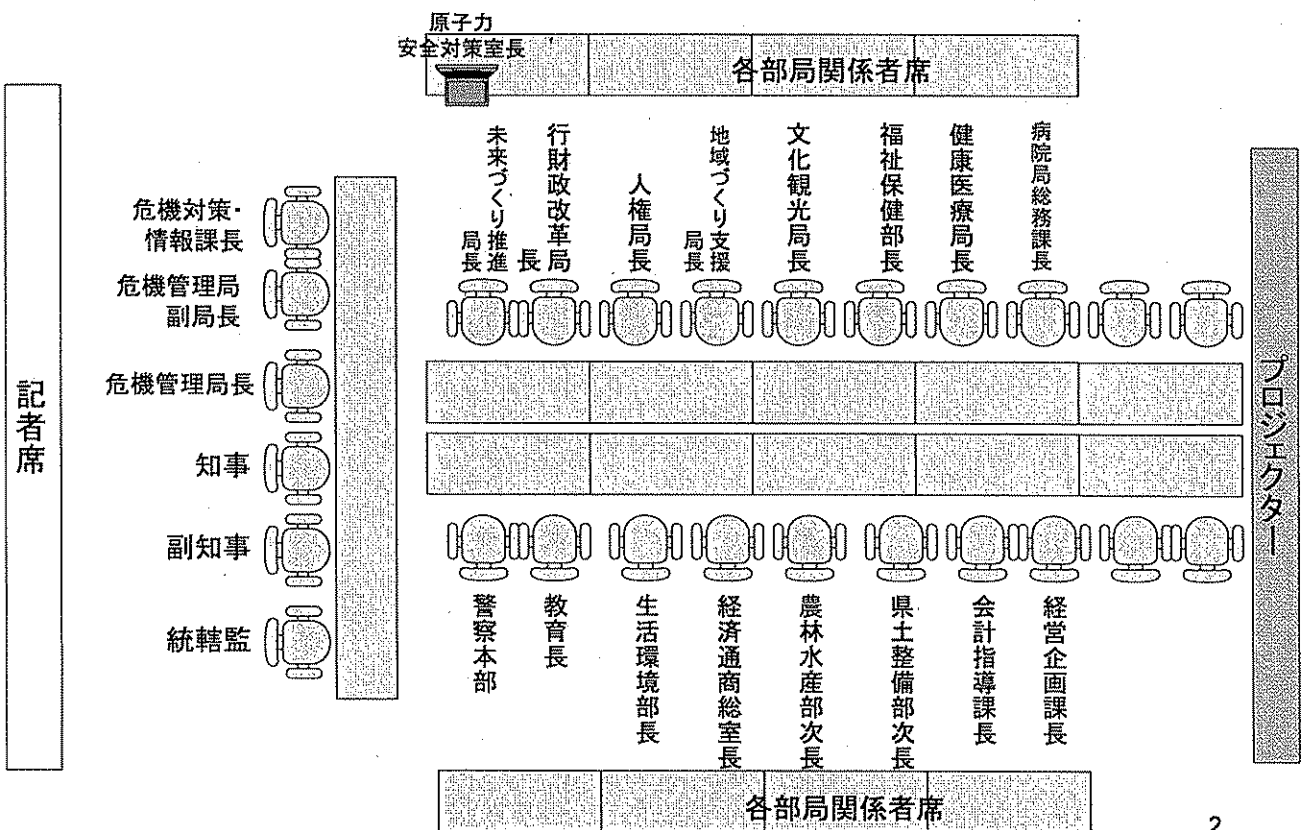 原子力
安全対策室長
各部局関係者席
未来づくり推進
局長
行財政改革局
長
人権局長
地域づくり支援
局長
文化観光局長
福祉保健部長
健康医療局長
病院局総務課長
危機対策・
情報課長
危機管理局
副局長
危機管理局長
知事
副知事
統轄監
記者席
プロジェクター
警察本部
教育長
生活環境部長
経済通商総室長
農林水産部次長
県土整備部次長
会計指導課長
経営企画課長
各部局関係者席
2